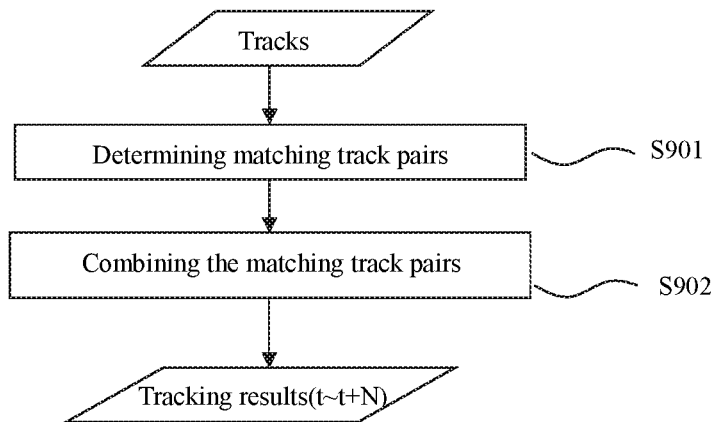 Tracks
Determining matching track pairs
S901
Combining the matching track pairs
S902
Tracking results(t~t+N)